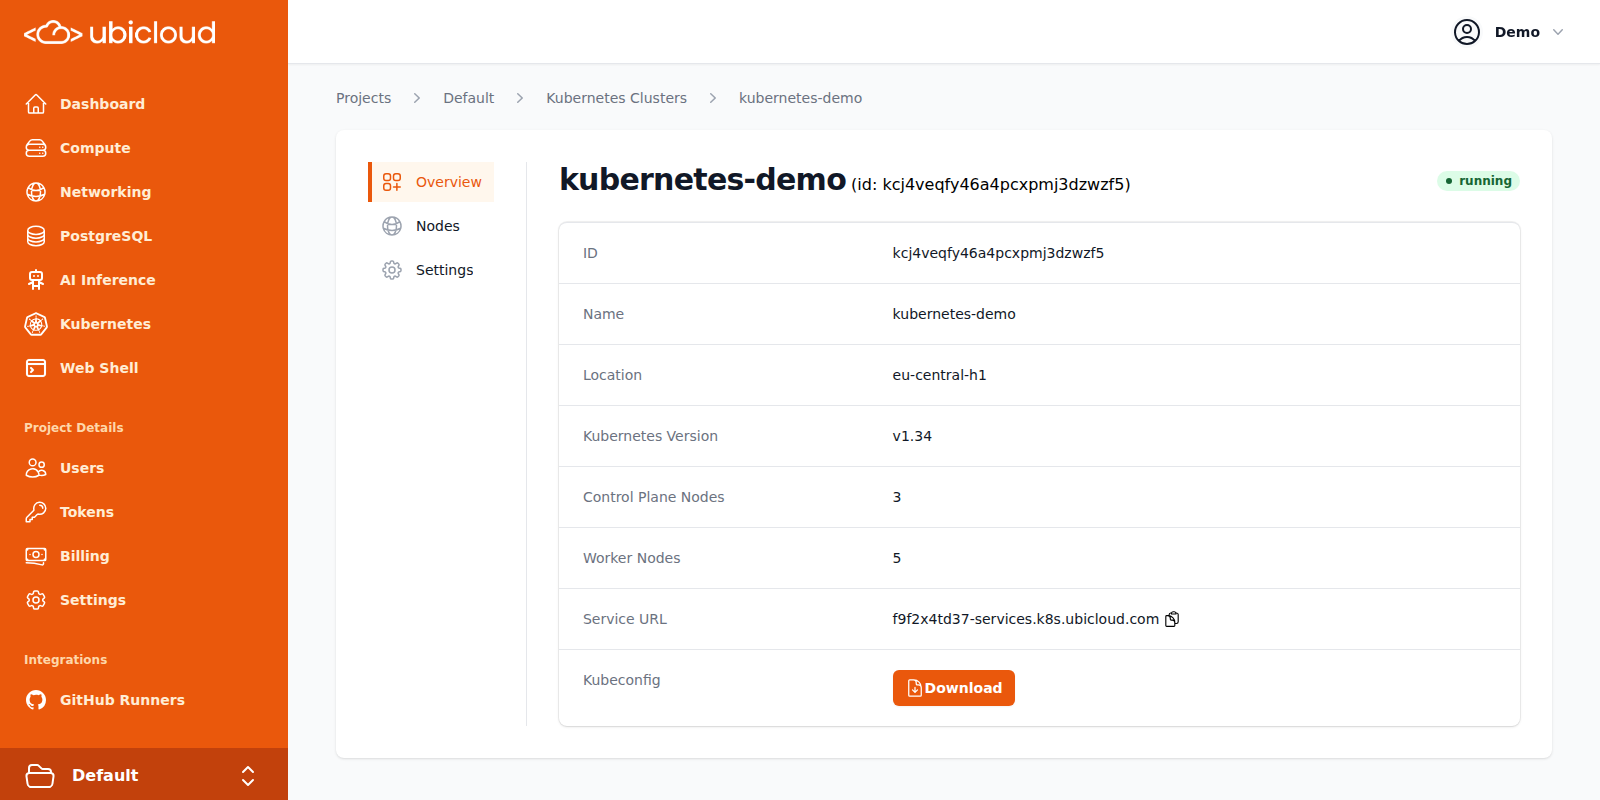 ubicloud
Demo
Dashboard
Compute
Networking
PostgreSQL
AI Inference
Kubernetes
Web Shell
Project Details
Users
Tokens
Billing
Settings
Integrations
GitHub Runners
Default
Projects > Default > Kubernetes Clusters > kubernetes-demo
Overview
Nodes
Settings
kubernetes-demo (id: kcj4veqfy46a4pcxpmj3dzwzf5)
running
ID kcj4veqfy46a4pcxpmj3dzwzf5
Name kubernetes-demo
Location eu-central-h1
Kubernetes Version v1.34
Control Plane Nodes 3
Worker Nodes 5
Service URL f9f2x4td37-services.k8s.ubicloud.com
Kubeconfig Download